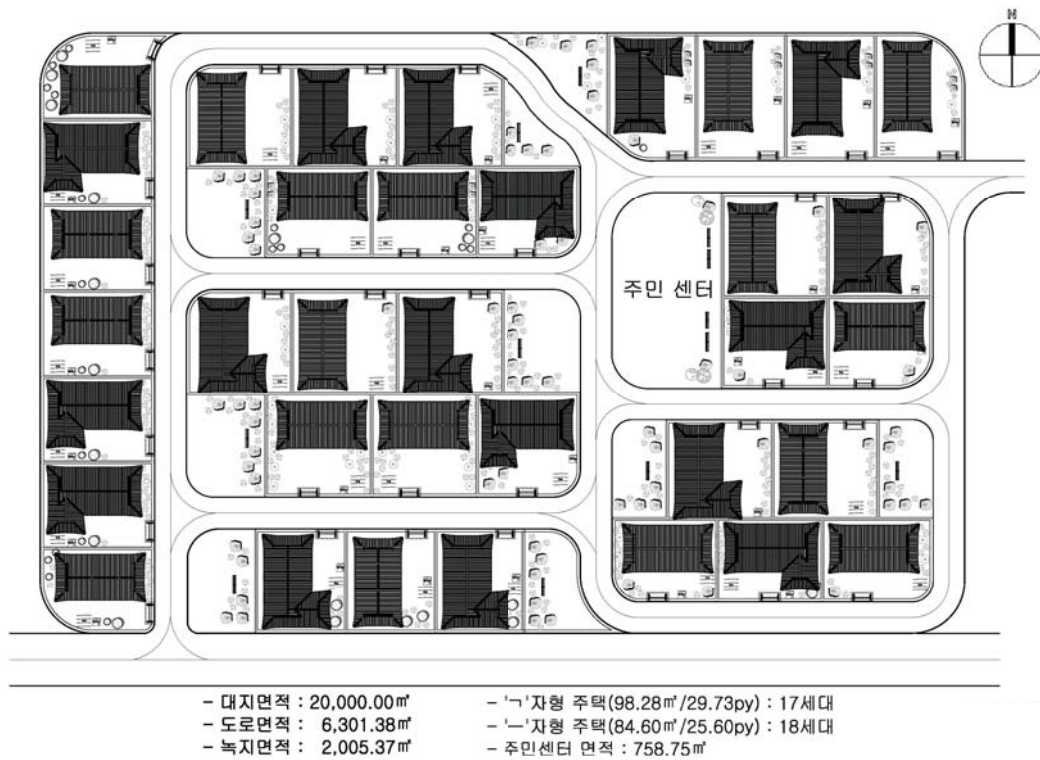 N
주민 센터
- 대지면적 : 20,000.00㎡
- 도로면적 : 6,301.38㎡
- 녹지면적 : 2,005.37㎡
- 'ㄱ'자형 주택(98.28㎡/29.73py) : 17세대
- 'ㅡ'자형 주택(84.60㎡/25.60py) : 18세대
- 주민센터 면적 : 758.75㎡